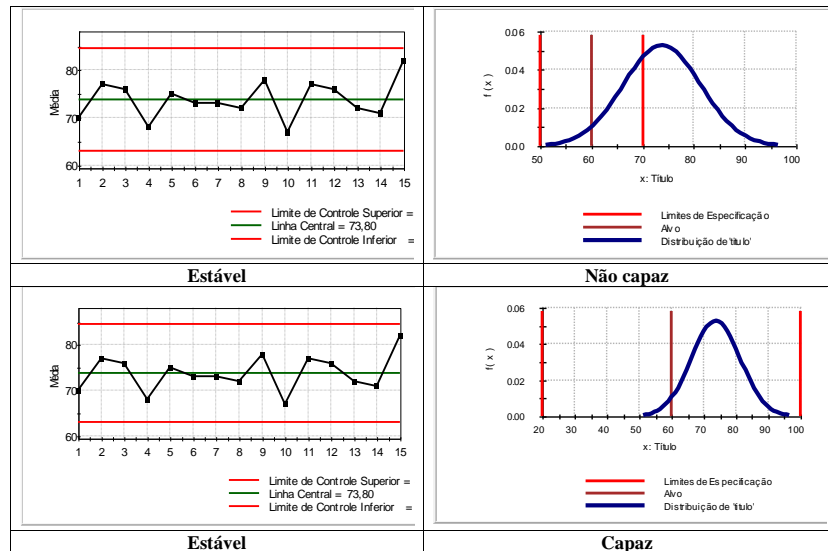 Média
80
70
60
1 2 3 4 5 6 7 8 9 10 11 12 13 14 15
Limite de Controle Superior =
Linha Central = 73,80
Limite de Controle Inferior =
f ( x )
0.06
0.04
0.02
0.00
50 60 70 80 90 100
x: Título
Limites de Especificação
Alvo
Distribuição de 'título'
Estável
Não capaz
Média
80
70
60
1 2 3 4 5 6 7 8 9 10 11 12 13 14 15
Limite de Controle Superior =
Linha Central = 73,80
Limite de Controle Inferior =
f( x )
0.06
0.04
0.02
0.00
20 30 40 50 60 70 80 90 100
x: Título
Limites de Especificação
Alvo
Distribuição de 'título'
Estável
Capaz